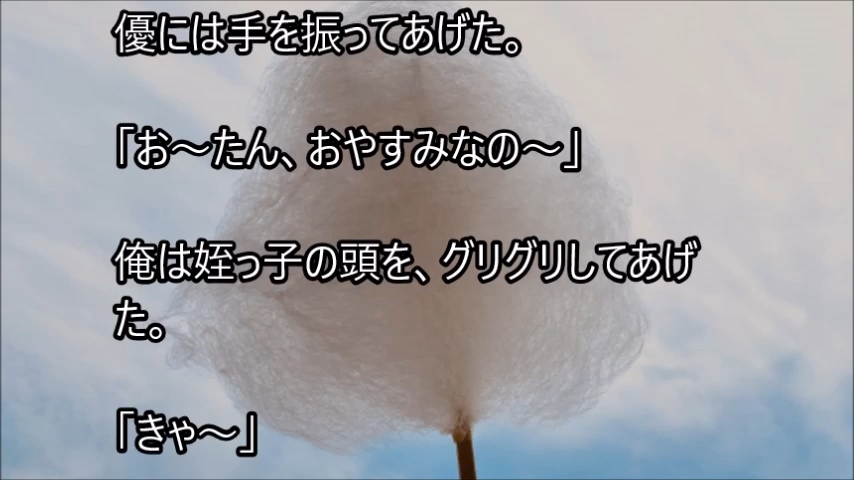 優には手を振ってあげた。
「お～たん、おやすみなの～」
俺は姪っ子の頭を、グリグリしてあげ
た。
「きゃ～」